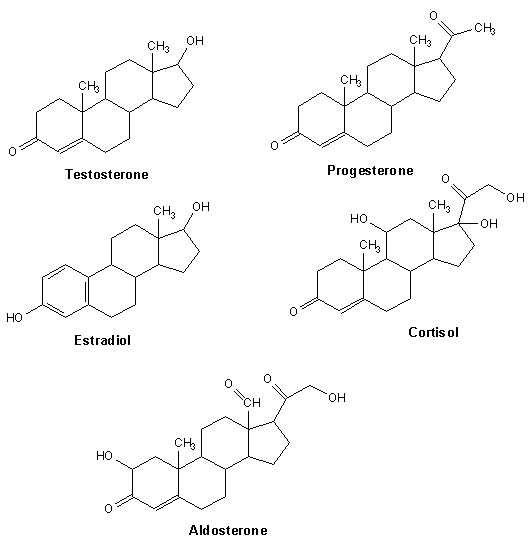 OH
CH3
CH3
O
Testosterone
O
CH3
CH3
CH3
O
Progesterone
OH
CH3
HO
Estradiol
O
OH
CH3
OH
HO
CH3
O
Cortisol
O
O
CH
OH
CH3
HO
O
Aldosterone